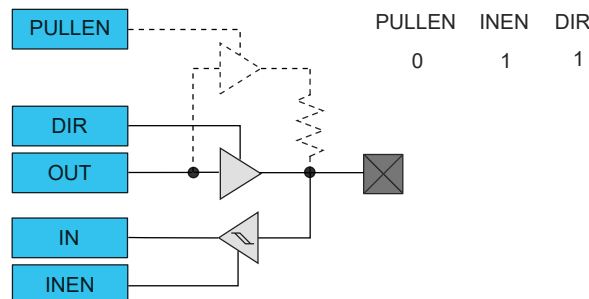 PULLEN
PULLEN INEN DIR
0 1 1
DIR
OUT
IN
INEN